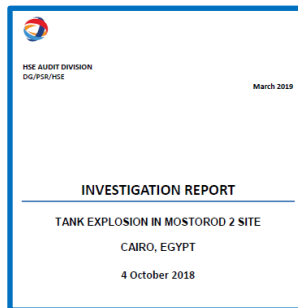 HSE AUDIT DIVISION
DG/PSR/HSE
March 2019
INVESTIGATION REPORT
TANK EXPLOSION IN MOSTOROD 2 SITE
CAIRO, EGYPT
4 October 2018